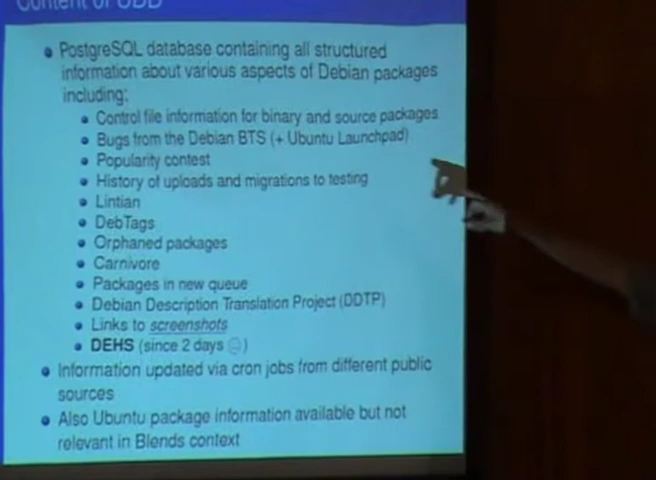 Content of UDD
PostgreSQL database containing all structured
information about various aspects of Debian packages
including:
Control file information for binary and source packages
Bugs from the Debian BTS (+ Ubuntu Launchpad)
Popularity contest
History of uploads and migrations to testing
Lintian
DebTags
Orphaned packages
Carnivore
Packages in new queue
Debian Description Translation Project (DDTP)
Links to screenshots
DEHS (since 2 days ☺)
Information updated via cron jobs from different public
sources
Also Ubuntu package information available but not
relevant in Blends context